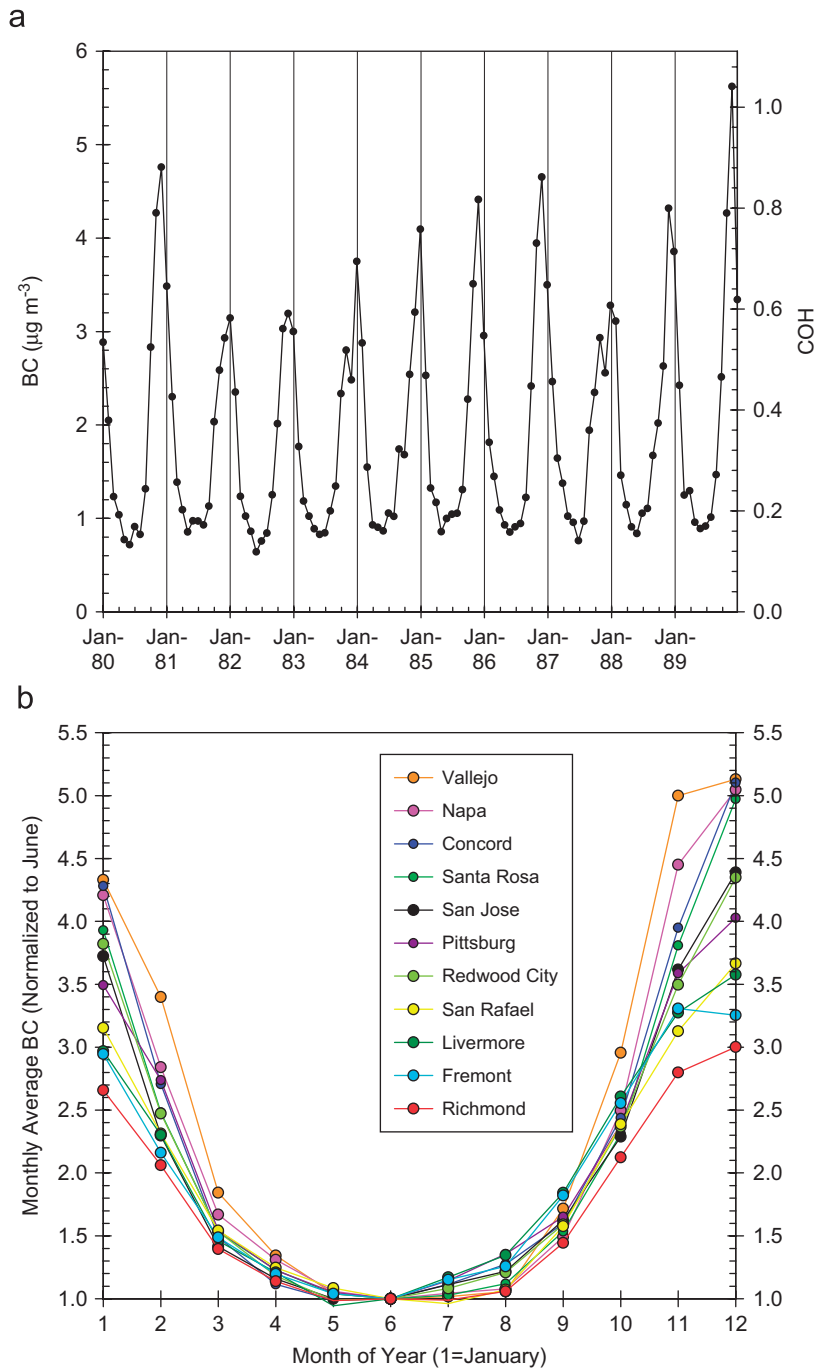 a
6
5
4
3
2
1
0
BC (µg m⁻³)
1.0
0.8
0.6
0.4
0.2
0.0
COH
Jan-80 Jan-81 Jan-82 Jan-83 Jan-84 Jan-85 Jan-86 Jan-87 Jan-88 Jan-89
b
5.5
5.0
4.5
4.0
3.5
3.0
2.5
2.0
1.5
1.0
Monthly Average BC (Normalized to June)
Vallejo
Napa
Concord
Santa Rosa
San Jose
Pittsburg
Redwood City
San Rafael
Livermore
Fremont
Richmond
5.5
5.0
4.5
4.0
3.5
3.0
2.5
2.0
1.5
1.0
1 2 3 4 5 6 7 8 9 10 11 12
Month of Year (1=January)